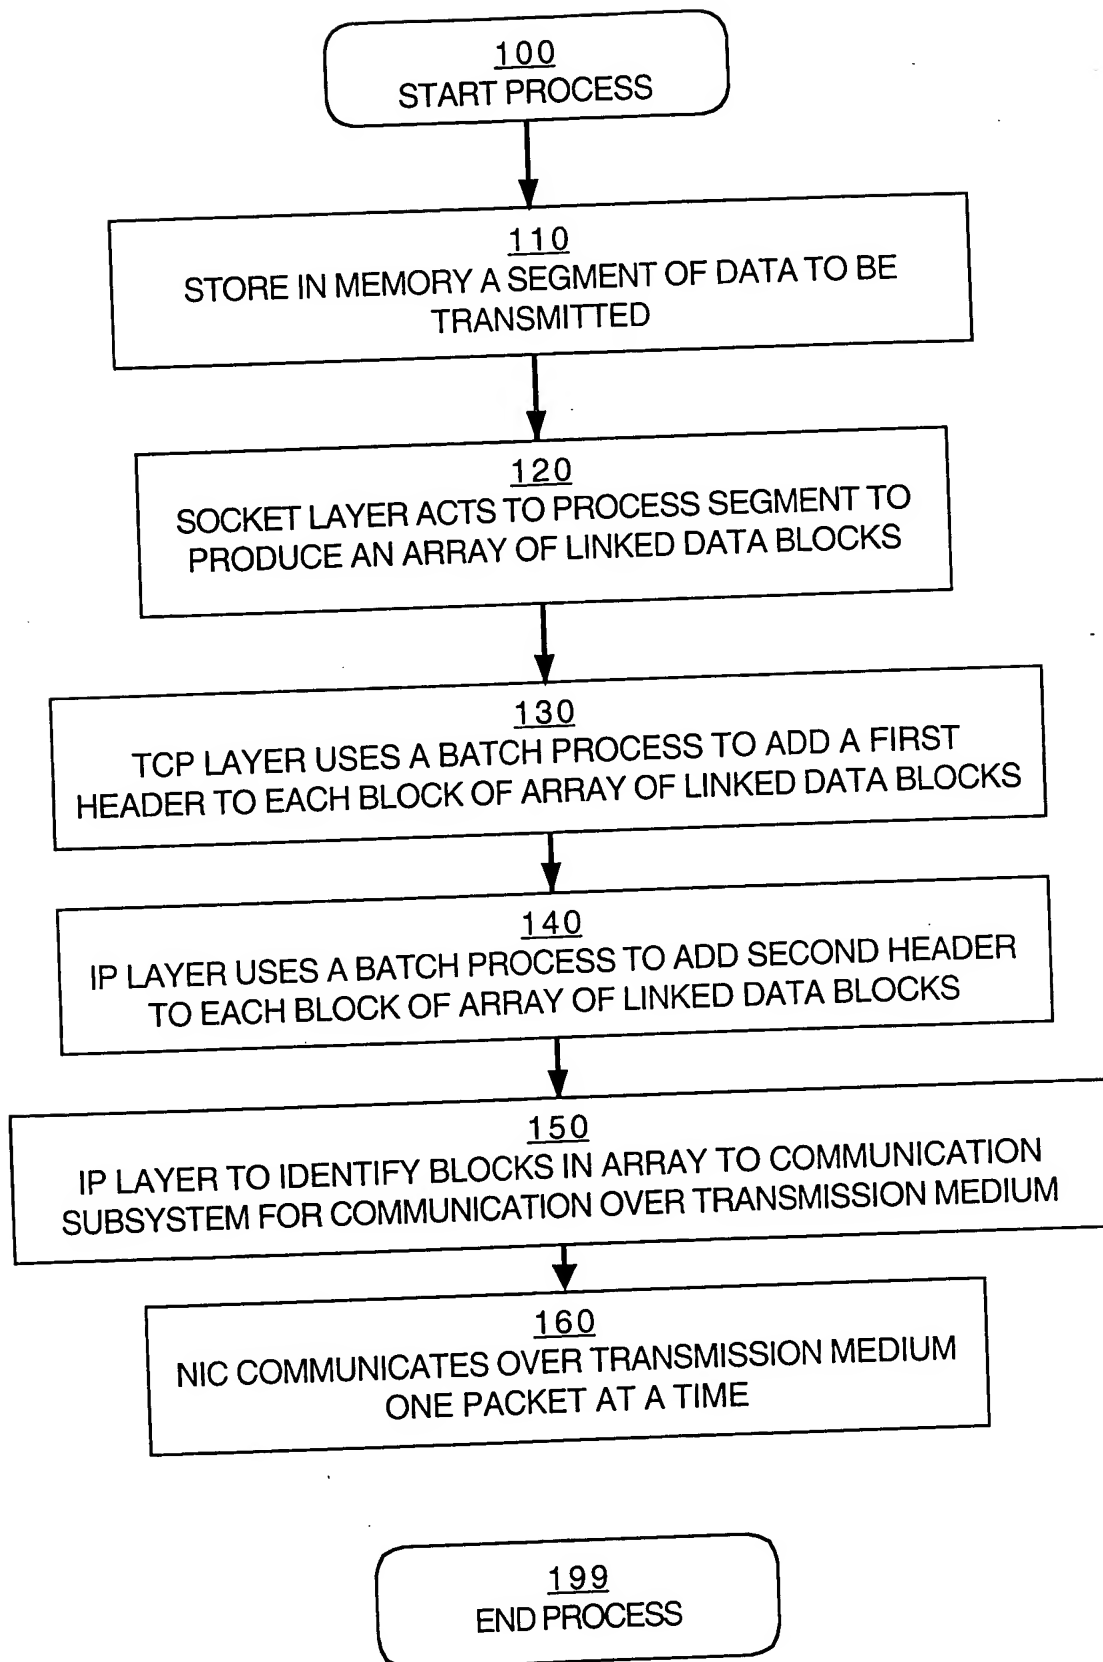 100
START PROCESS
110
STORE IN MEMORY A SEGMENT OF DATA TO BE
TRANSMITTED
120
SOCKET LAYER ACTS TO PROCESS SEGMENT TO
PRODUCE AN ARRAY OF LINKED DATA BLOCKS
130
TCP LAYER USES A BATCH PROCESS TO ADD A FIRST
HEADER TO EACH BLOCK OF ARRAY OF LINKED DATA BLOCKS
140
IP LAYER USES A BATCH PROCESS TO ADD SECOND HEADER
TO EACH BLOCK OF ARRAY OF LINKED DATA BLOCKS
150
IP LAYER TO IDENTIFY BLOCKS IN ARRAY TO COMMUNICATION
SUBSYSTEM FOR COMMUNICATION OVER TRANSMISSION MEDIUM
160
NIC COMMUNICATES OVER TRANSMISSION MEDIUM
ONE PACKET AT A TIME
199
END PROCESS